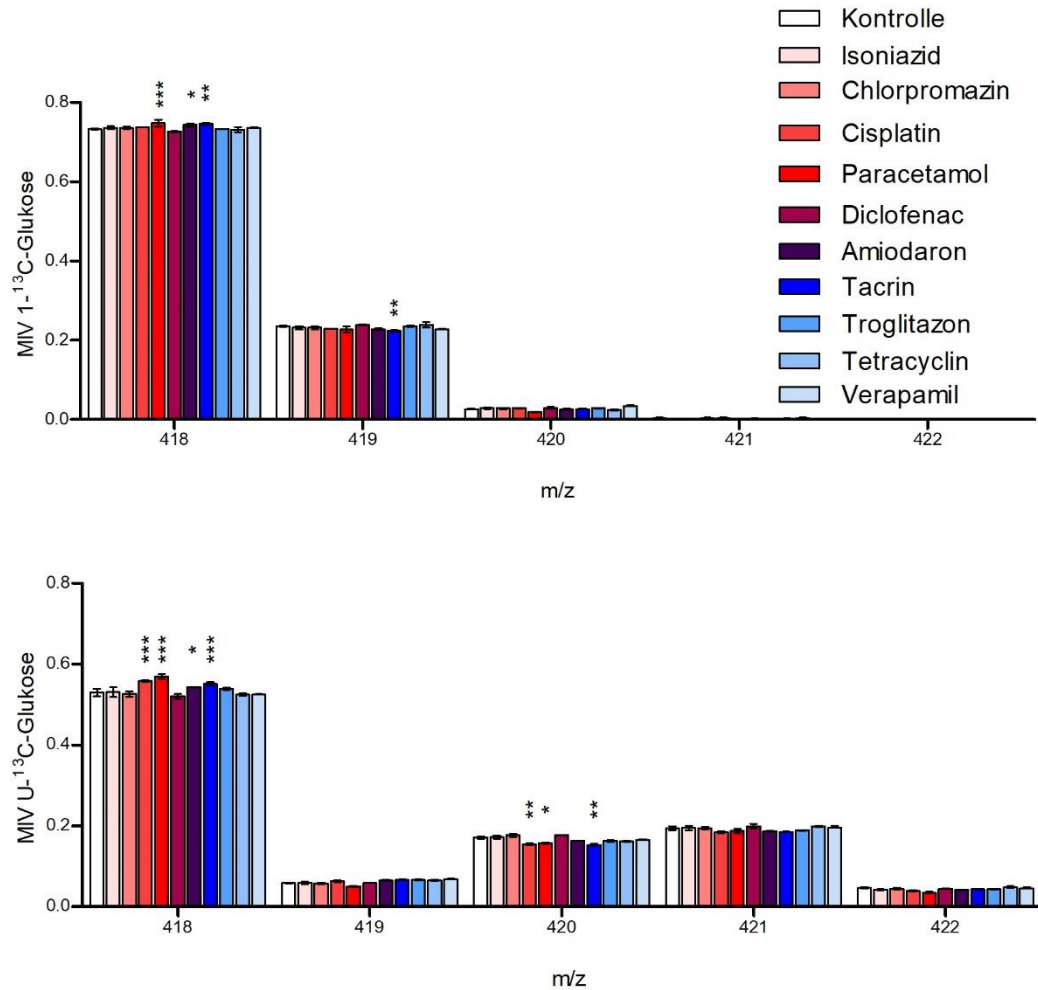 Kontrolle
Isoniazid
Chlorpromazin
Cisplatin
Paracetamol
Diclofenac
Amiodaron
Tacrin
Troglitazon
Tetracyclin
Verapamil
MIV 1-¹³C-Glukose
0.8
0.6
0.4
0.2
0.0
*** * **
**
418 419 420 421 422
m/z
MIV U-¹³C-Glukose
0.8
0.6
0.4
0.2
0.0
*** *** * ***
** * **
418 419 420 421 422
m/z